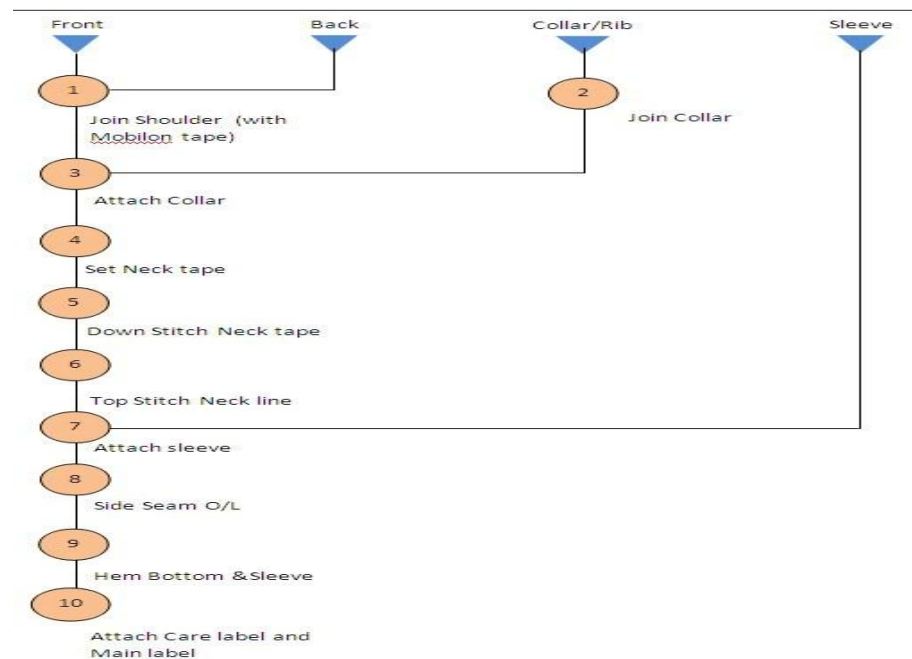 Front
Back
Collar/Rib
Sleeve
1
2
Join Shoulder (with
Mobilon tape)
Join Collar
3
Attach Collar
4
Set Neck tape
5
Down Stitch Neck tape
6
Top Stitch Neck line
7
Attach sleeve
8
Side Seam O/L
9
Hem Bottom &Sleeve
10
Attach Care label and
Main label